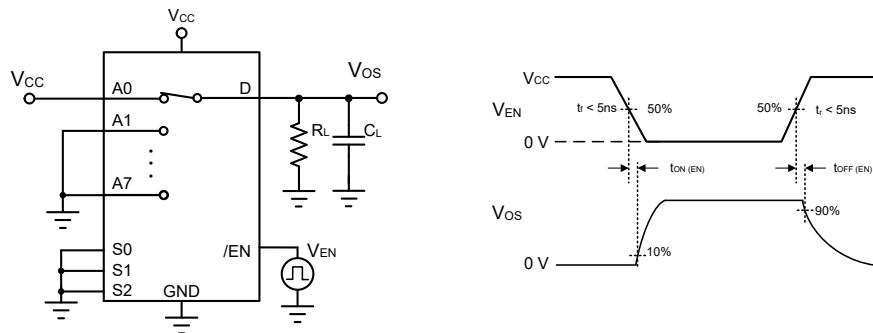 VCC
VCC
VOS
A0
D
A1
RL
CL
A7
S0
S1
S2
/EN
VEN
GND
VCC
VEN
tf < 5ns
50%
50%
tr < 5ns
0 V
tON (EN)
tOFF (EN)
VOS
90%
10%
0 V